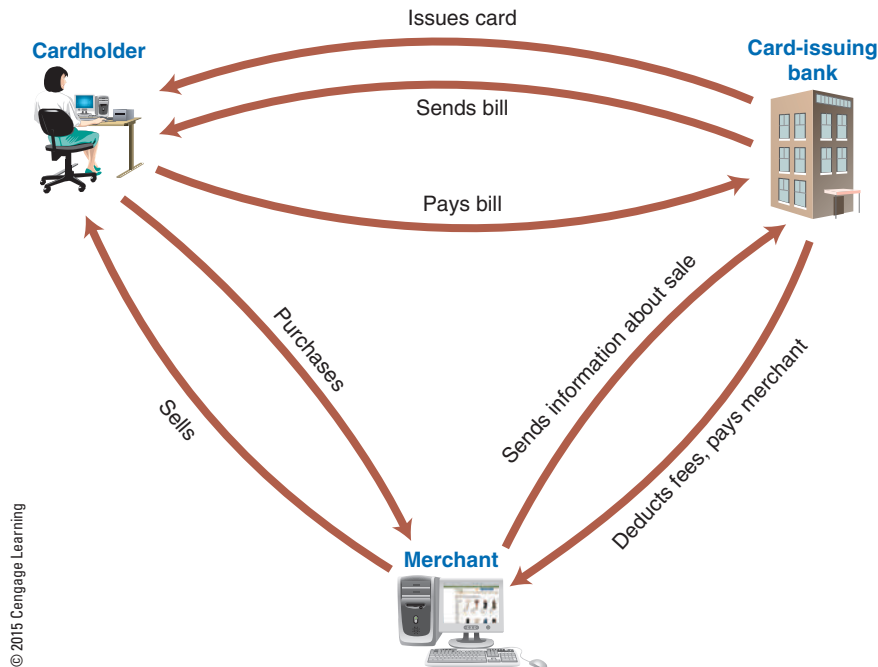 Issues card
Cardholder
Card-issuing
bank
Sends bill
Pays bill
Purchases
Sells
Sends information about sale
Deducts fees, pays merchant
Merchant
© 2015 Cengage Learning